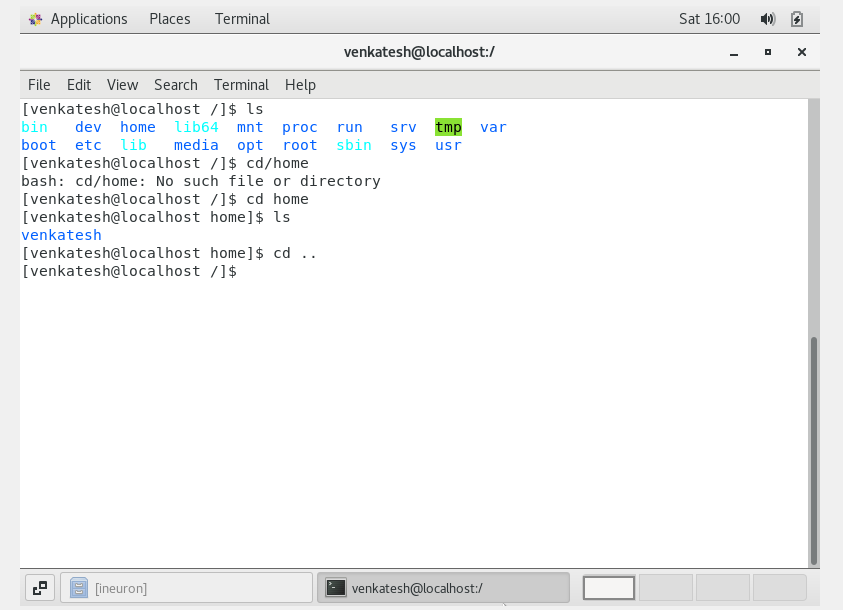 Applications Places Terminal Sat 16:00
venkatesh@localhost:/
File Edit View Search Terminal Help
[venkatesh@localhost /]$ ls
bin   dev  home  lib64  mnt  proc  run   srv  tmp  var
boot  etc  lib   media  opt  root  sbin  sys  usr
[venkatesh@localhost /]$ cd/home
bash: cd/home: No such file or directory
[venkatesh@localhost /]$ cd home
[venkatesh@localhost home]$ ls
venkatesh
[venkatesh@localhost home]$ cd ..
[venkatesh@localhost /]$
[ineuron] venkatesh@localhost:/